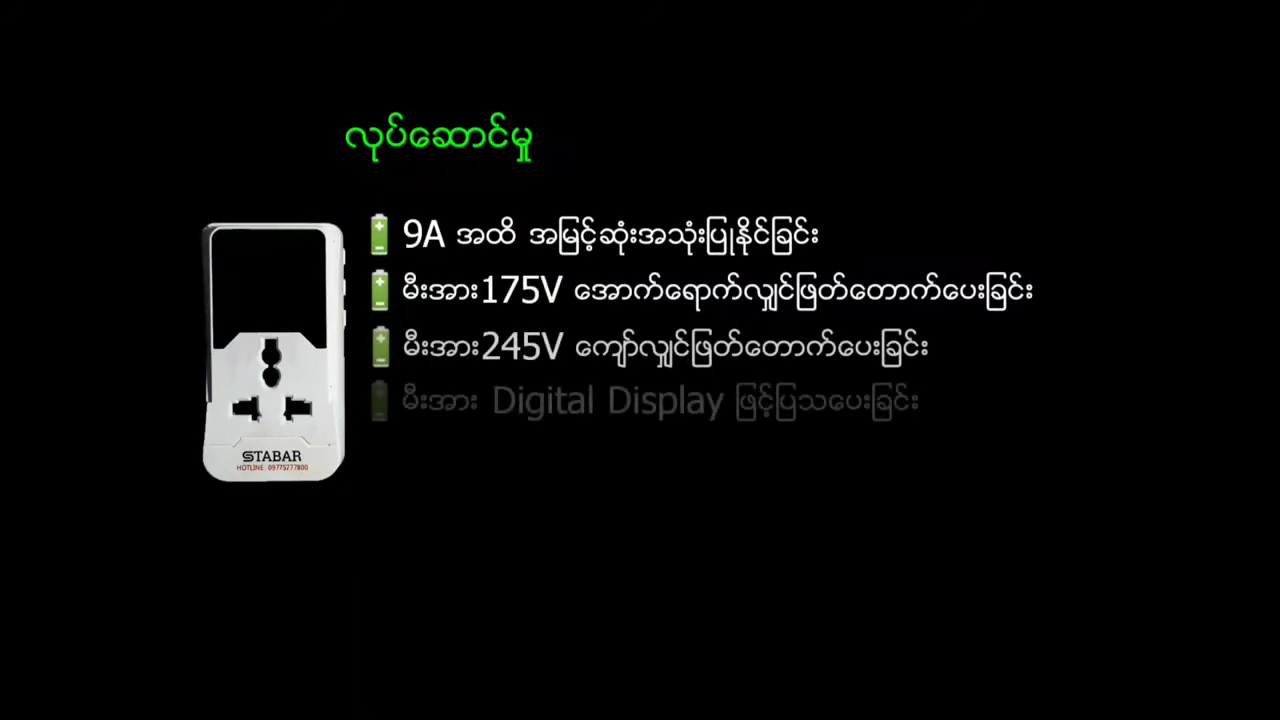 လုပ်ဆောင်မှု
9A အထိ အမြင့်ဆုံးအသုံးပြုနိုင်ခြင်း
မီးအား175V အောက်ရောက်လျှင်ဖြတ်တောက်ပေးခြင်း
မီးအား245V ကျော်လျှင်ဖြတ်တောက်ပေးခြင်း
မီးအား Digital Display ဖြင့်ပြသပေးခြင်း
STABAR
HOTLINE: 09775777800